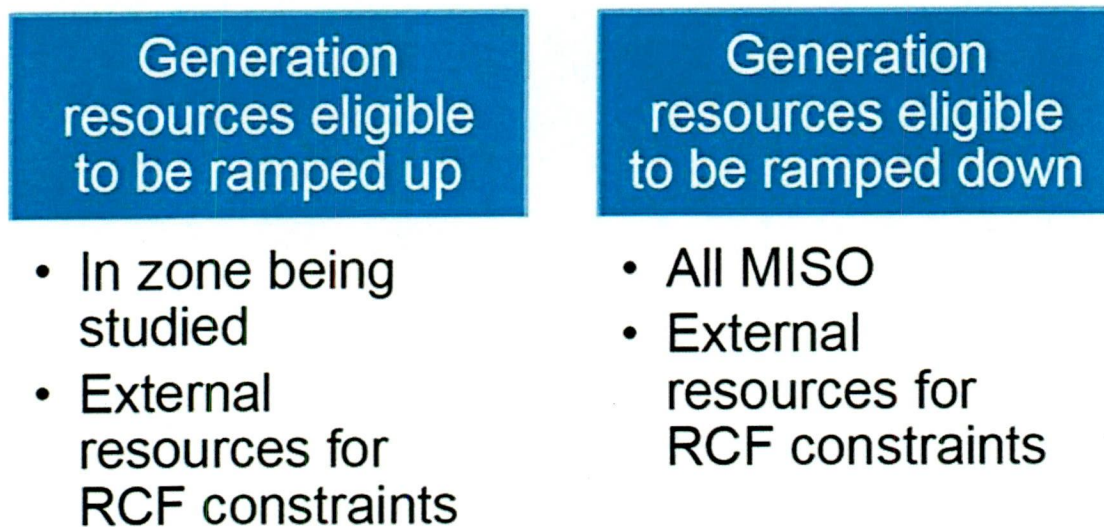 Generation
resources eligible
to be ramped up
• In zone being
studied
• External
resources for
RCF constraints
Generation
resources eligible
to be ramped down
• All MISO
• External
resources for
RCF constraints